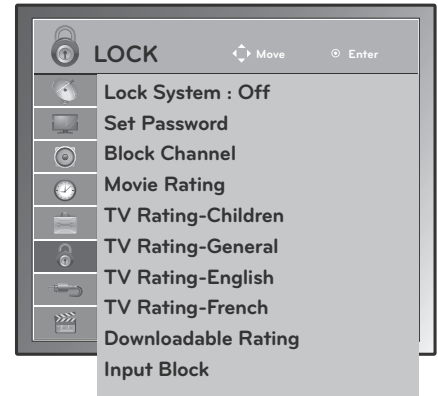 LOCK
Move
Enter
Lock System : Off
Set Password
Block Channel
Movie Rating
TV Rating-Children
TV Rating-General
TV Rating-English
TV Rating-French
Downloadable Rating
Input Block